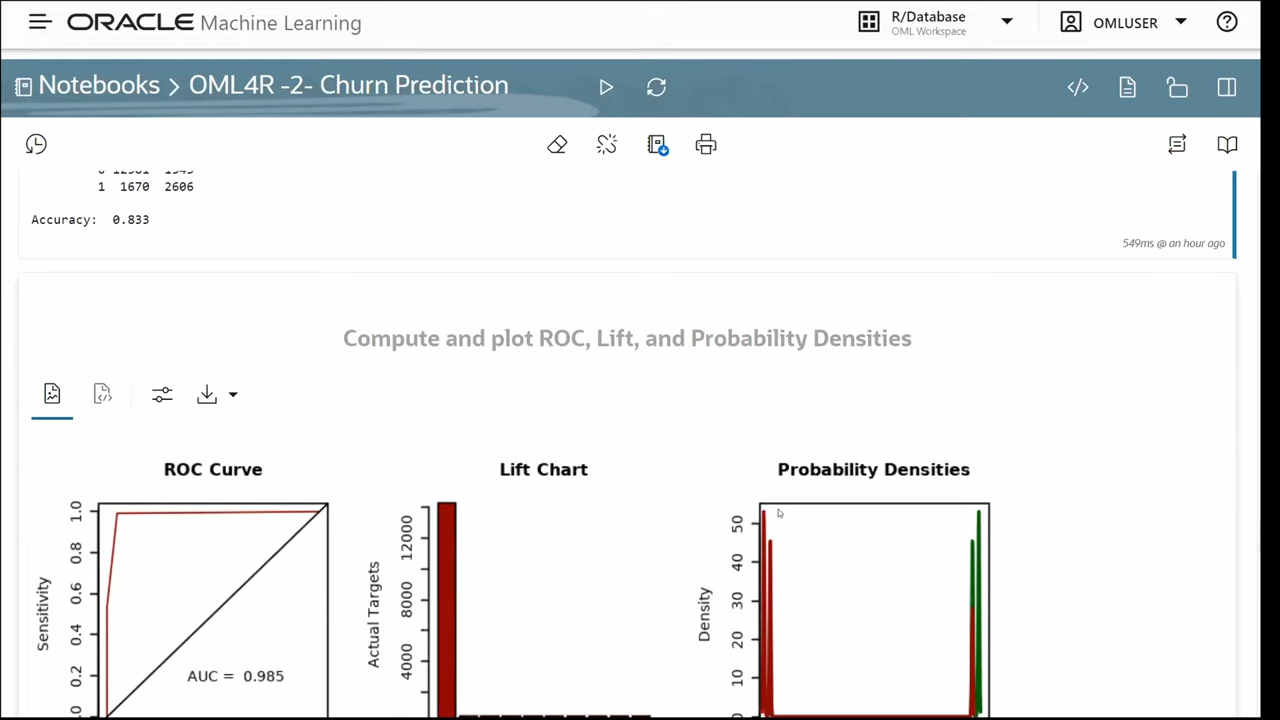 ORACLE Machine Learning
R/Database
OML Workspace
OMLUSER
Notebooks > OML4R -2- Churn Prediction
1 1670 2606
Accuracy: 0.833
549ms @ an hour ago
Compute and plot ROC, Lift, and Probability Densities
ROC Curve
Sensitivity
1.0
0.8
0.6
0.4
0.2
AUC = 0.985
Lift Chart
Actual Targets
12000
8000
4000
Probability Densities
Density
50
40
30
20
10